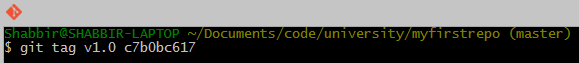 Shabbir@SHABBIR-LAPTOP ~/Documents/code/university/myfirstrepo (master)
$ git tag v1.0 c7b0bc617